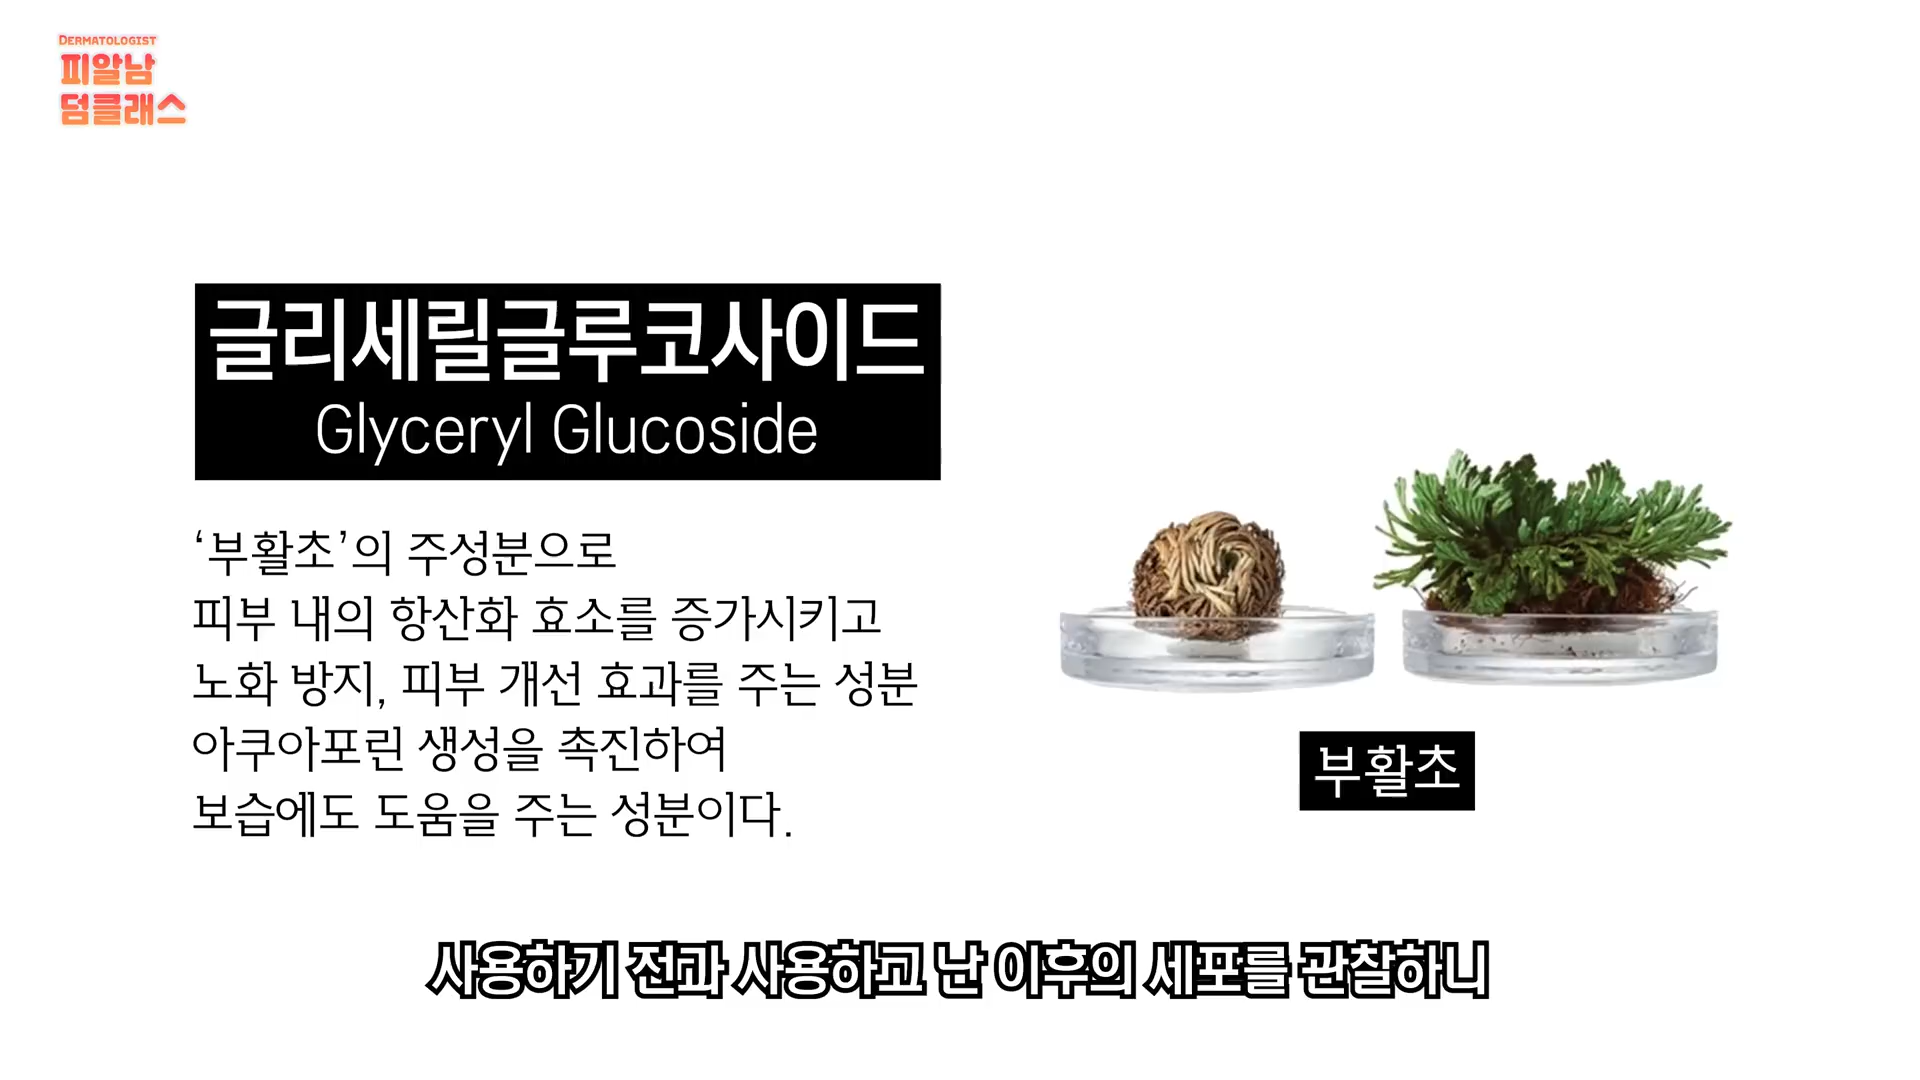 DERMATOLOGIST
피알남
덤클래스
글리세릴글루코사이드
Glyceryl Glucoside
‘부활초’의 주성분으로
피부 내의 항산화 효소를 증가시키고
노화 방지, 피부 개선 효과를 주는 성분
아쿠아포린 생성을 촉진하여
보습에도 도움을 주는 성분이다.
부활초
사용하기 전과 사용하고 난 이후의 세포를 관찰하니